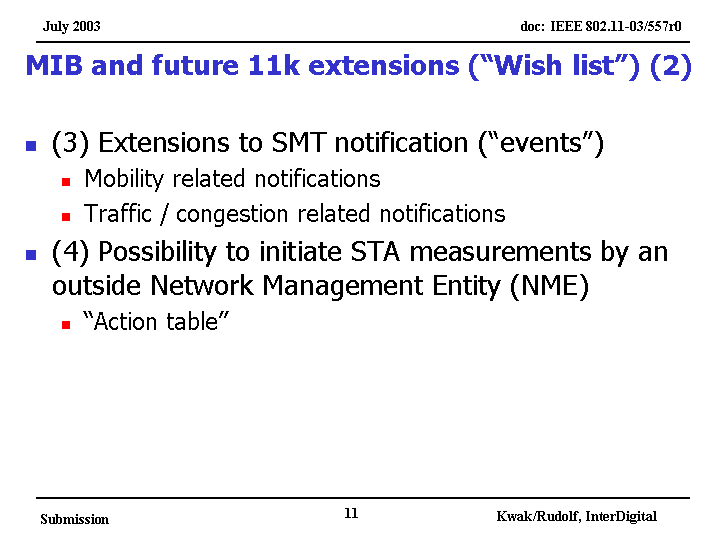 July 2003
doc: IEEE 802.11-03/557r0
MIB and future 11k extensions (“Wish list”) (2)
(3) Extensions to SMT notification (“events”)
Mobility related notifications
Traffic / congestion related notifications
(4) Possibility to initiate STA measurements by an
outside Network Management Entity (NME)
“Action table”
Submission
11
Kwak/Rudolf, InterDigital